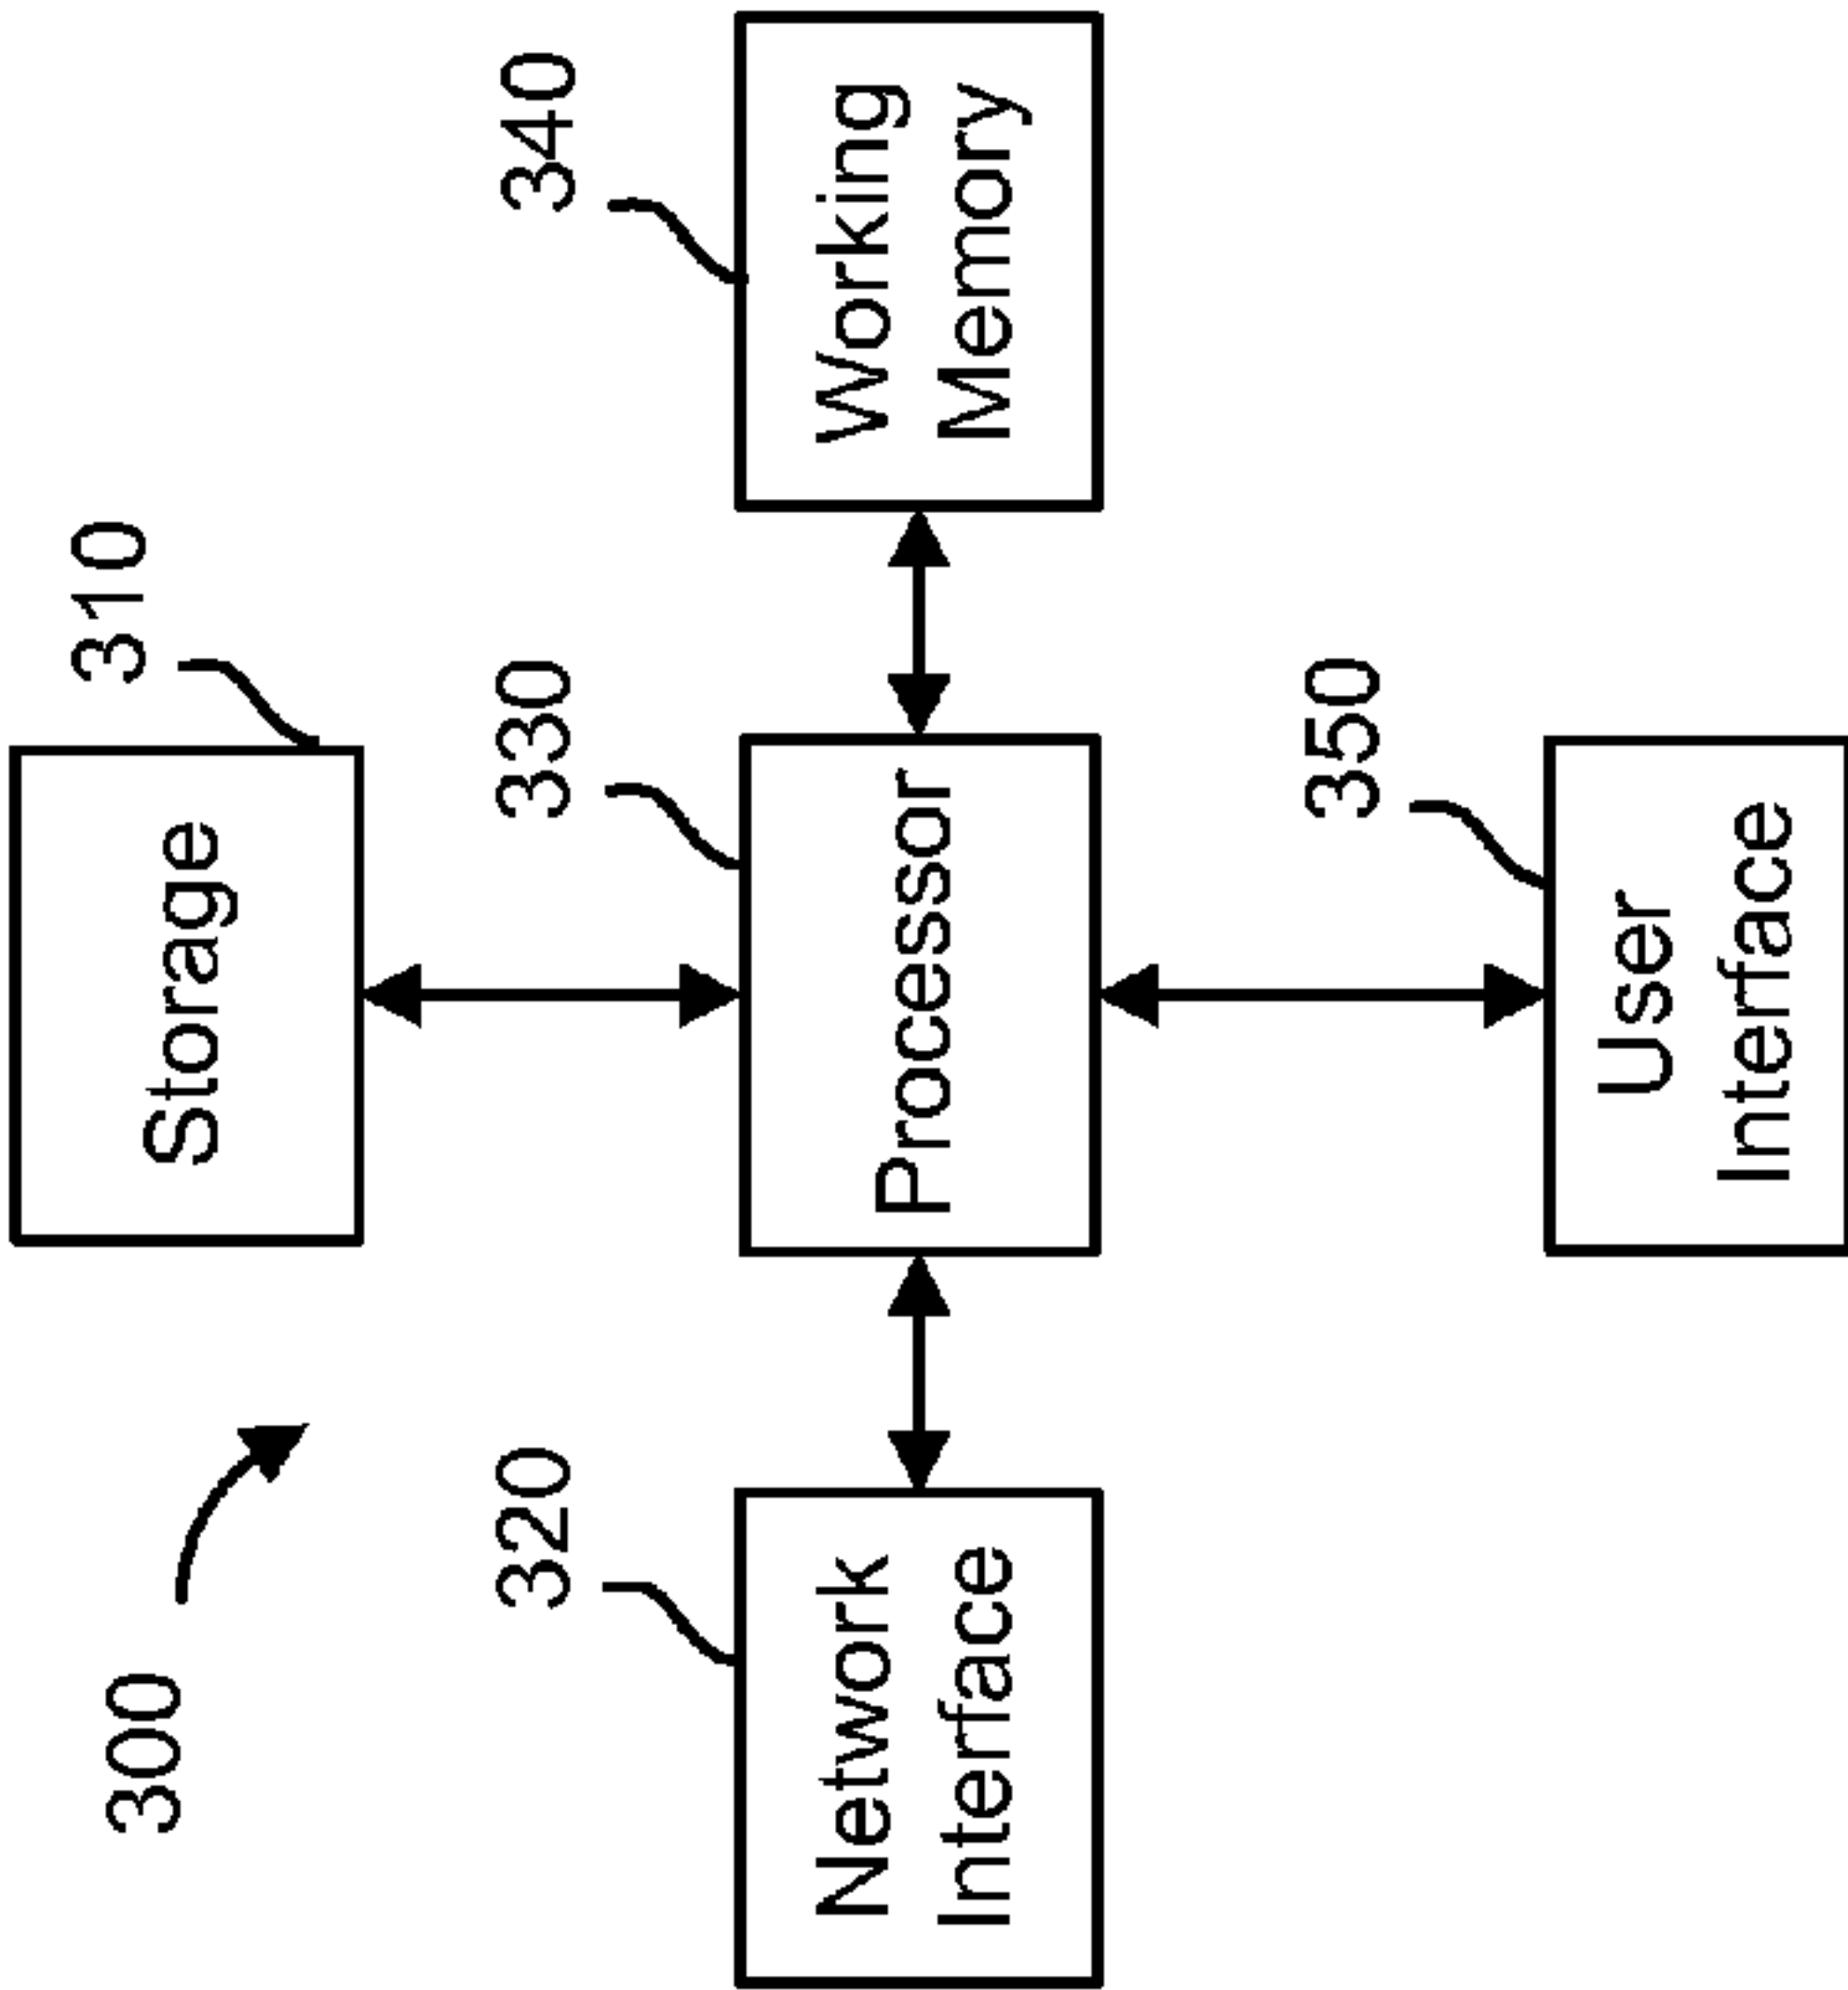 300
310
Storage
320
330
340
Network
Interface
Processor
Working
Memory
350
User
Interface